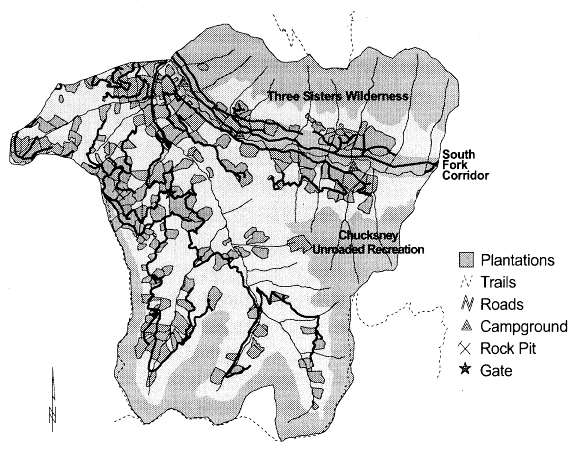 Three Sisters Wilderness
South
Fork
Corridor
Chucksney
Unroaded Recreation
Plantations
Trails
Roads
Campground
Rock Pit
Gate